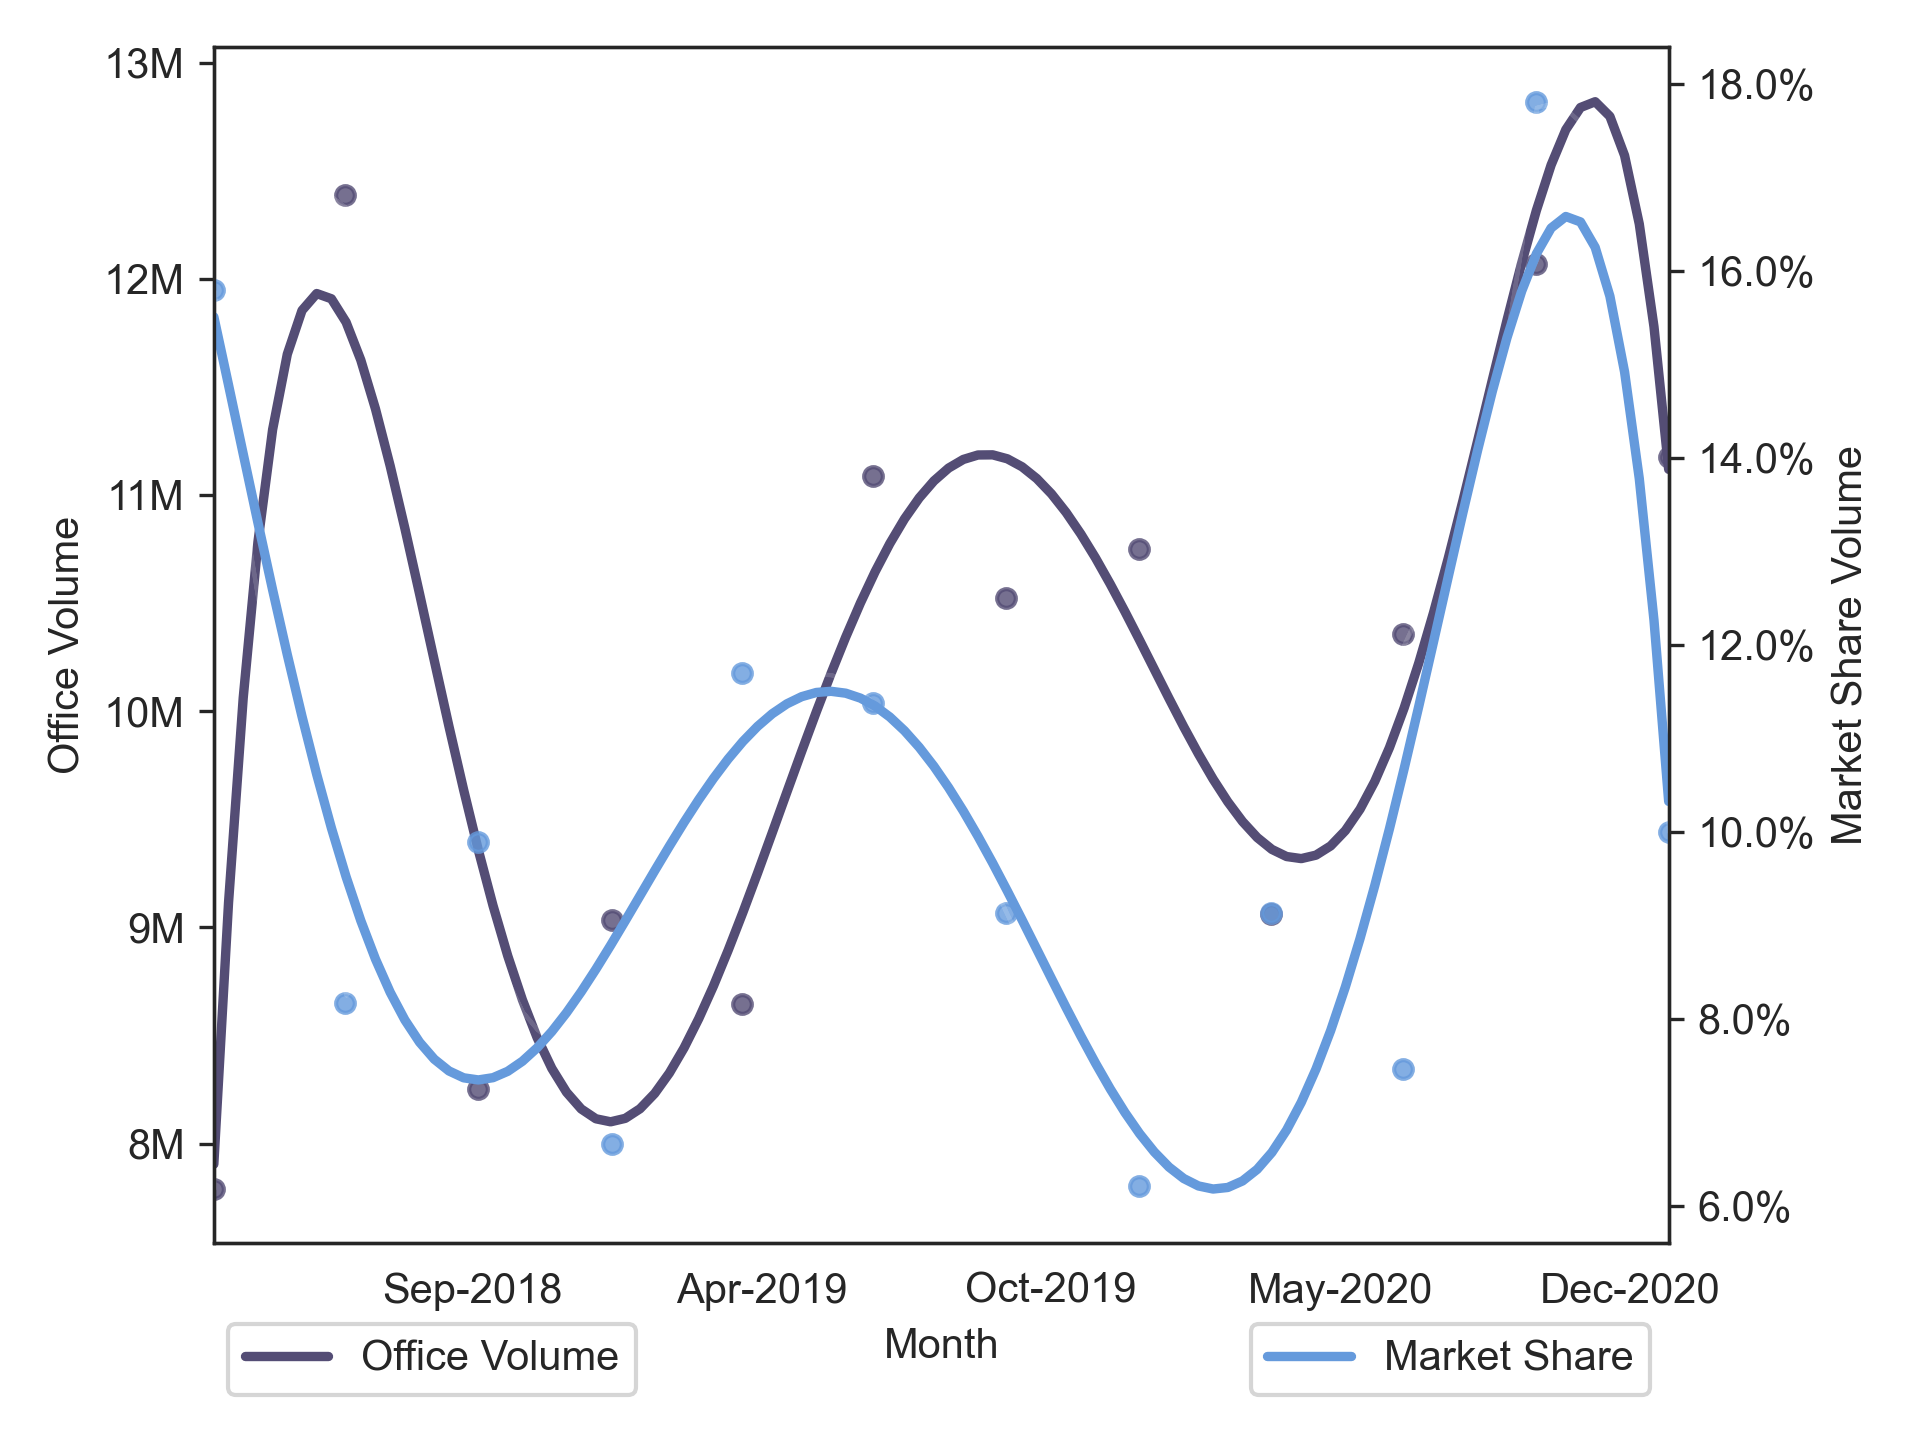 13M
12M
11M
10M
9M
8M
Office Volume
18.0%
16.0%
14.0%
12.0%
10.0%
8.0%
6.0%
Market Share Volume
Sep-2018 Apr-2019 Oct-2019 May-2020 Dec-2020
Month
Office Volume
Market Share